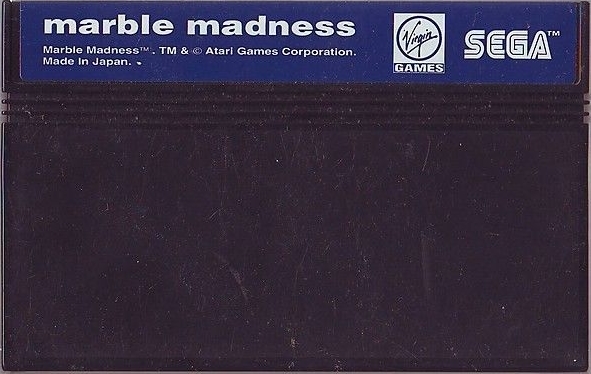 marble madness
Marble Madness™. TM & © Atari Games Corporation.
Made In Japan.
Virgin
GAMES
SEGA™